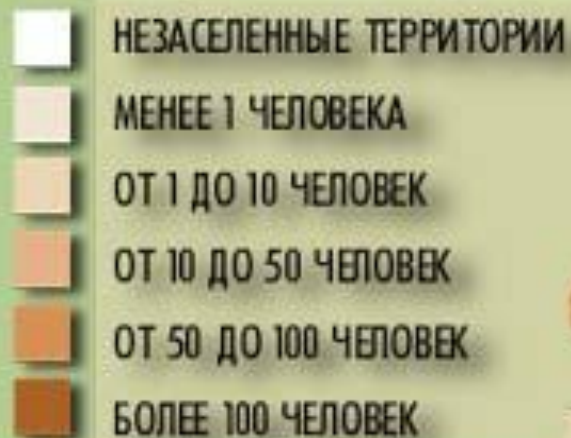 НЕЗАСЕЛЕННЫЕ ТЕРРИТОРИИ
МЕНЕЕ 1 ЧЕЛОВЕКА
ОТ 1 ДО 10 ЧЕЛОВЕК
ОТ 10 ДО 50 ЧЕЛОВЕК
ОТ 50 ДО 100 ЧЕЛОВЕК
БОЛЕЕ 100 ЧЕЛОВЕК